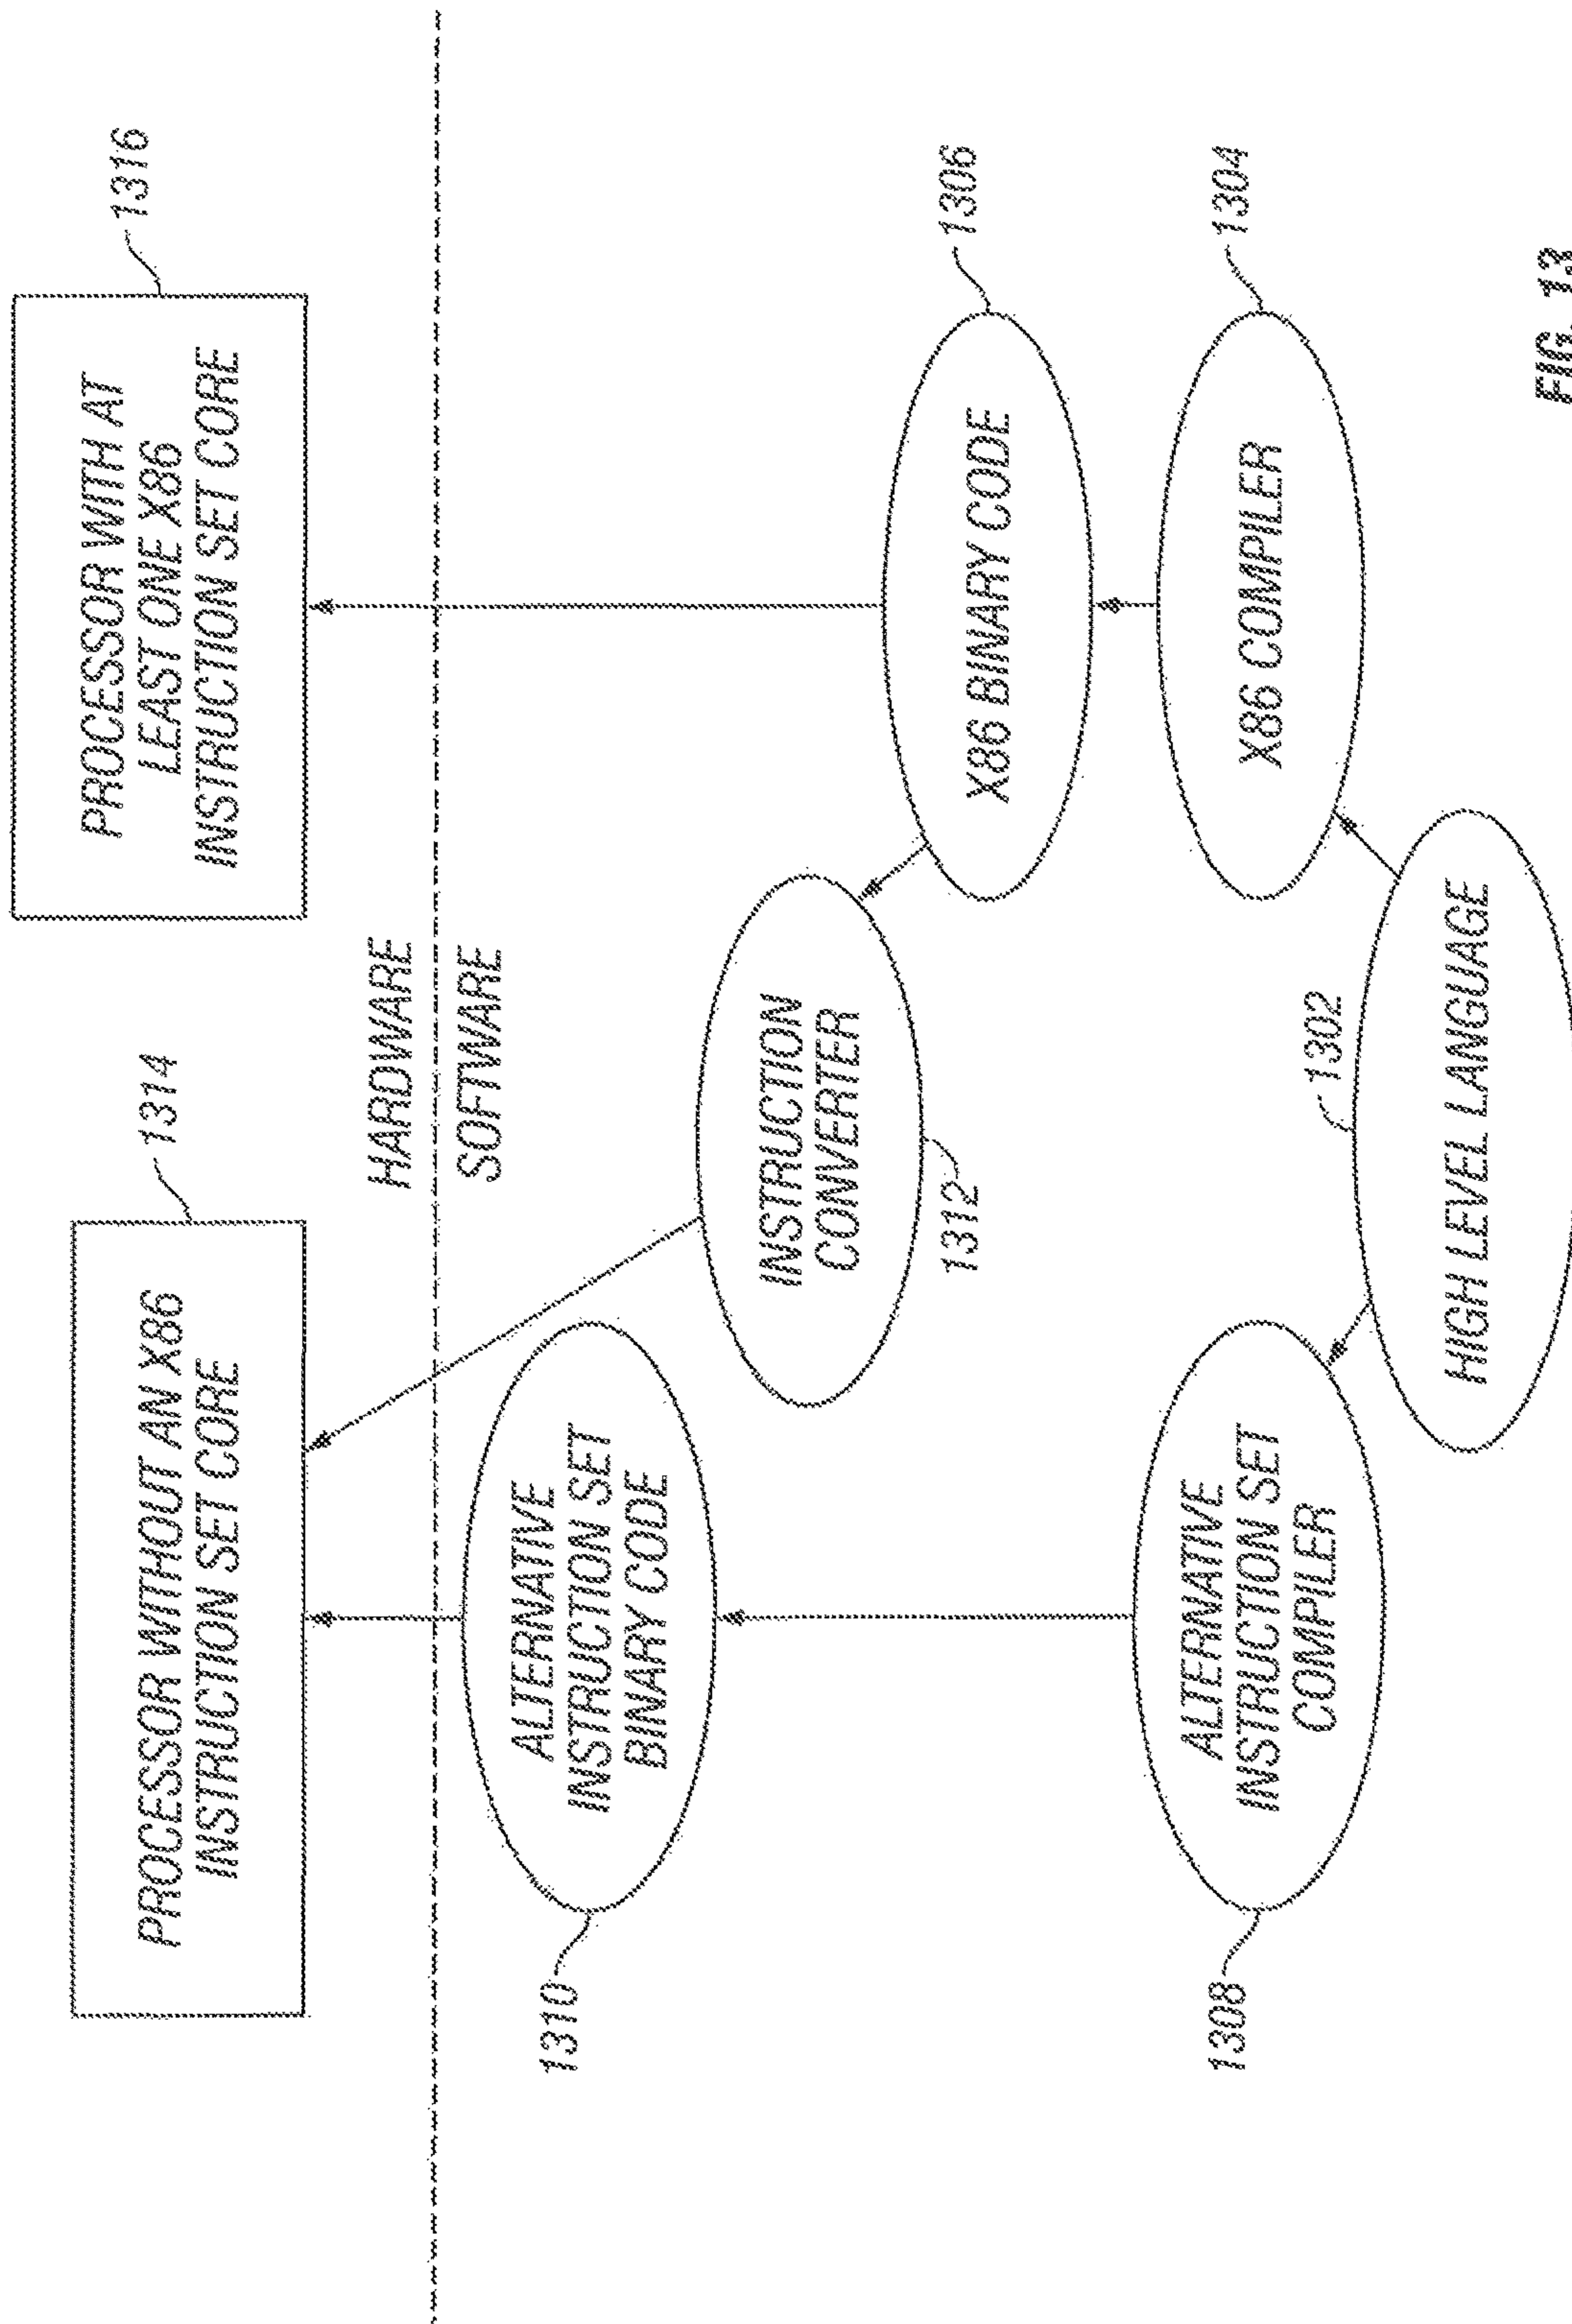 PROCESSOR WITHOUT AN X86
INSTRUCTION SET CORE
1314
PROCESSOR WITH AT
LEAST ONE X86
INSTRUCTION SET CORE
1316
HARDWARE
SOFTWARE
1310
ALTERNATIVE
INSTRUCTION SET
BINARY CODE
INSTRUCTION
CONVERTER
1312
X86 BINARY CODE
1306
1308
ALTERNATIVE
INSTRUCTION SET
COMPILER
X86 COMPILER
1304
1302
HIGH LEVEL LANGUAGE
FIG. 13